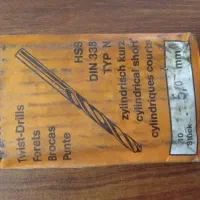 HSS
DIN 338
TYP N
zylindrisch kurz
cylindrical short
cylindriques courts
Twist-Drills
Forets
Brocas
Punte
mm
10
Stück